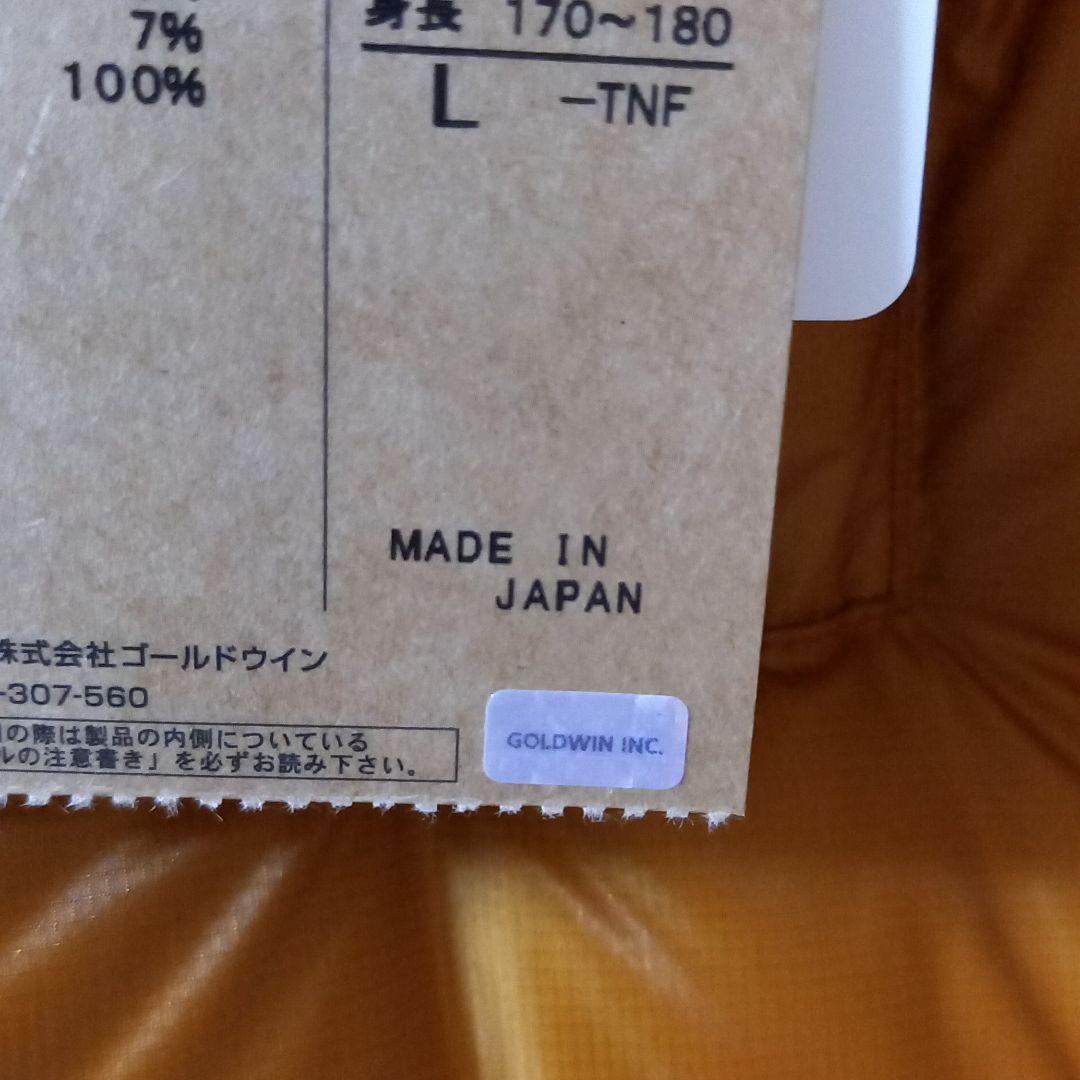 7%
100%
身長 170～180
L －TNF
MADE IN
JAPAN
株式会社ゴールドウイン
-307-560
の際は製品の内側についている
ルの注意書き」を必ずお読み下さい。
GOLDWIN INC.